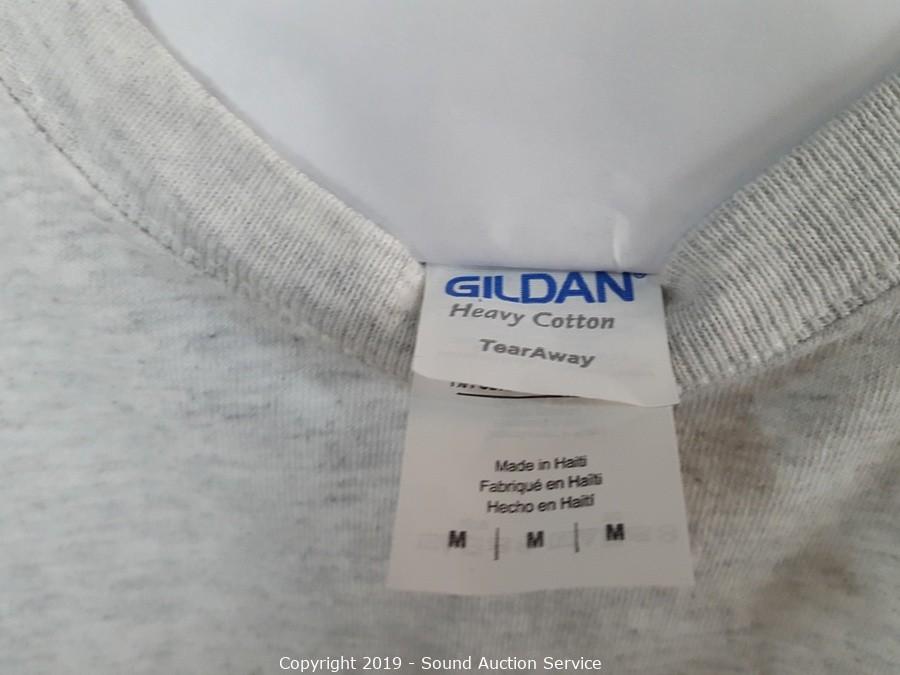 GILDAN®
Heavy Cotton
TearAway
Made in Haiti
Fabriqué en Haïti
Hecho en Haití
M | M | M
Copyright 2019 - Sound Auction Service